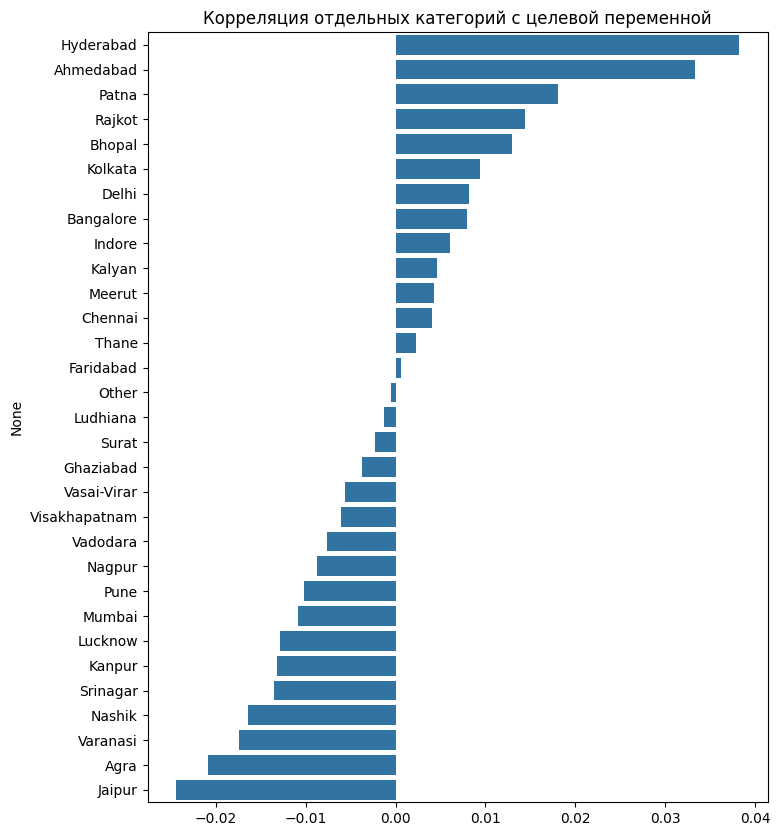 Корреляция отдельных категорий с целевой переменной
Hyderabad
Ahmedabad
Patna
Rajkot
Bhopal
Kolkata
Delhi
Bangalore
Indore
Kalyan
Meerut
Chennai
Thane
Faridabad
Other
Ludhiana
Surat
Ghaziabad
Vasai-Virar
Visakhapatnam
Vadodara
Nagpur
Pune
Mumbai
Lucknow
Kanpur
Srinagar
Nashik
Varanasi
Agra
Jaipur
None
−0.02 −0.01 0.00 0.01 0.02 0.03 0.04